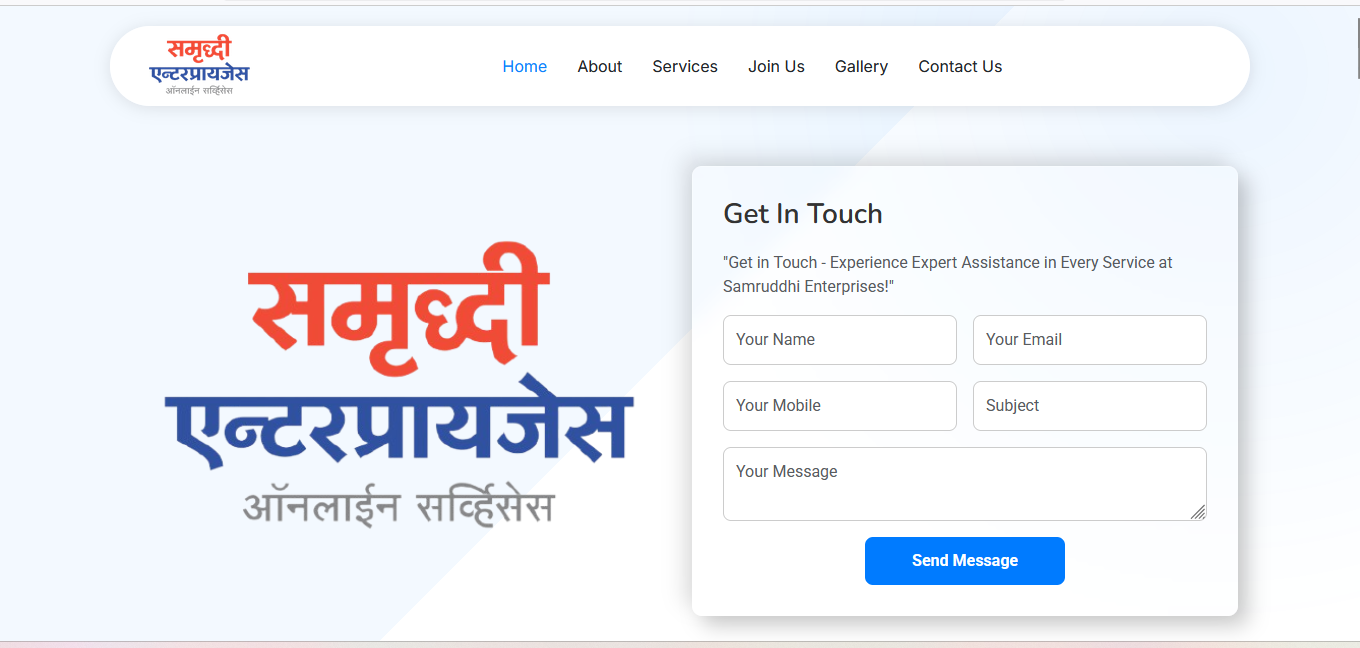 समृध्दी
एन्टरप्रायजेस
ऑनलाईन सर्व्हिसेस
Home About Services Join Us Gallery Contact Us
समृध्दी
एन्टरप्रायजेस
ऑनलाईन सर्व्हिसेस
Get In Touch
"Get in Touch - Experience Expert Assistance in Every Service at
Samruddhi Enterprises!"
Your Name Your Email
Your Mobile Subject
Your Message
Send Message